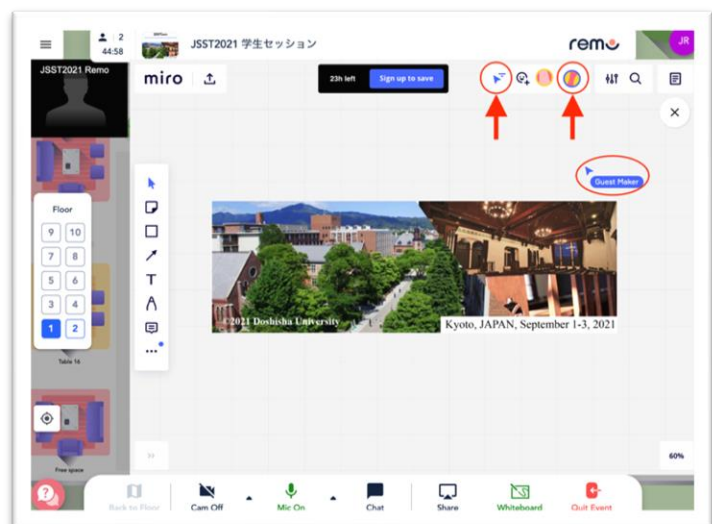 2
44:58
JSST2021 学生セッション
remo
JR
JSST2021 Remo
miro
23h left
Sign up to save
Guest Maker
Floor
9 10
7 8
5 6
3 4
1 2
T
©2021 Doshisha University
Kyoto, JAPAN, September 1-3, 2021
Table 16
Free space
60%
Back to Floor
Cam Off
Mic On
Chat
Share
Whiteboard
Quit Event